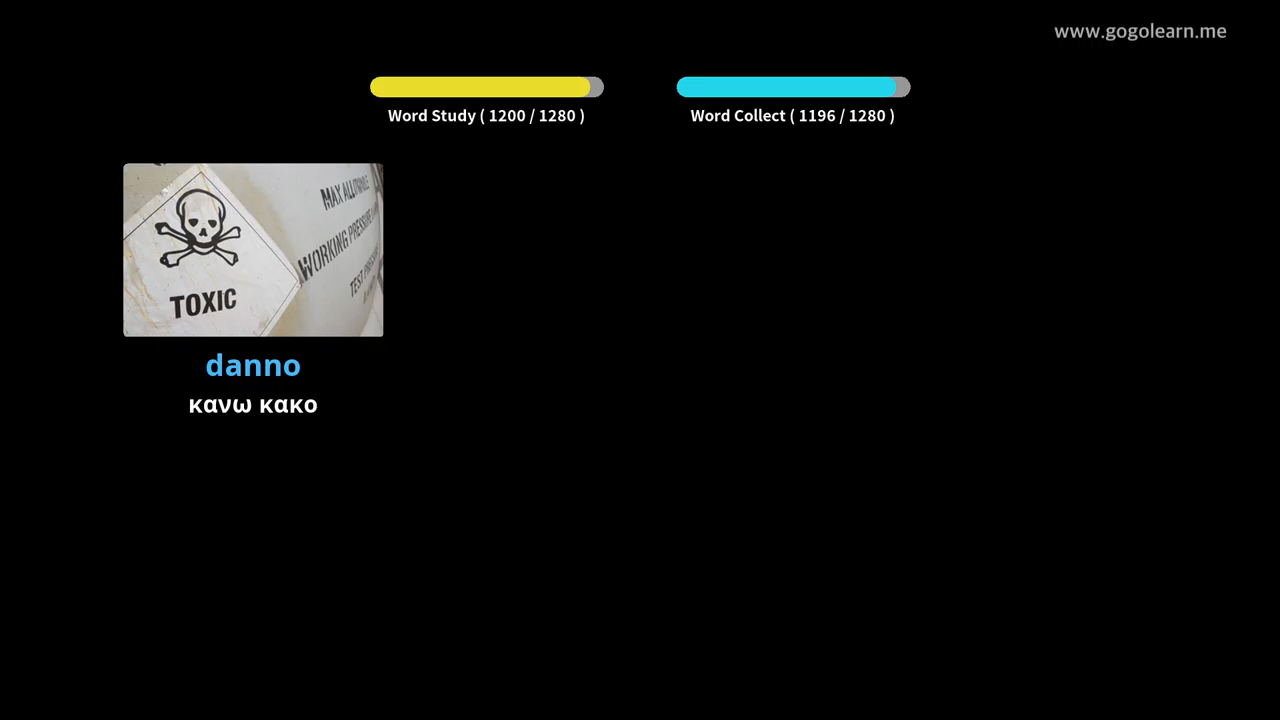 www.gogolearn.me
Word Study ( 1200 / 1280 )
Word Collect ( 1196 / 1280 )
MAX ALLOWABLE
WORKING PRESSURE
TEST
TOXIC
danno
κανω κακο